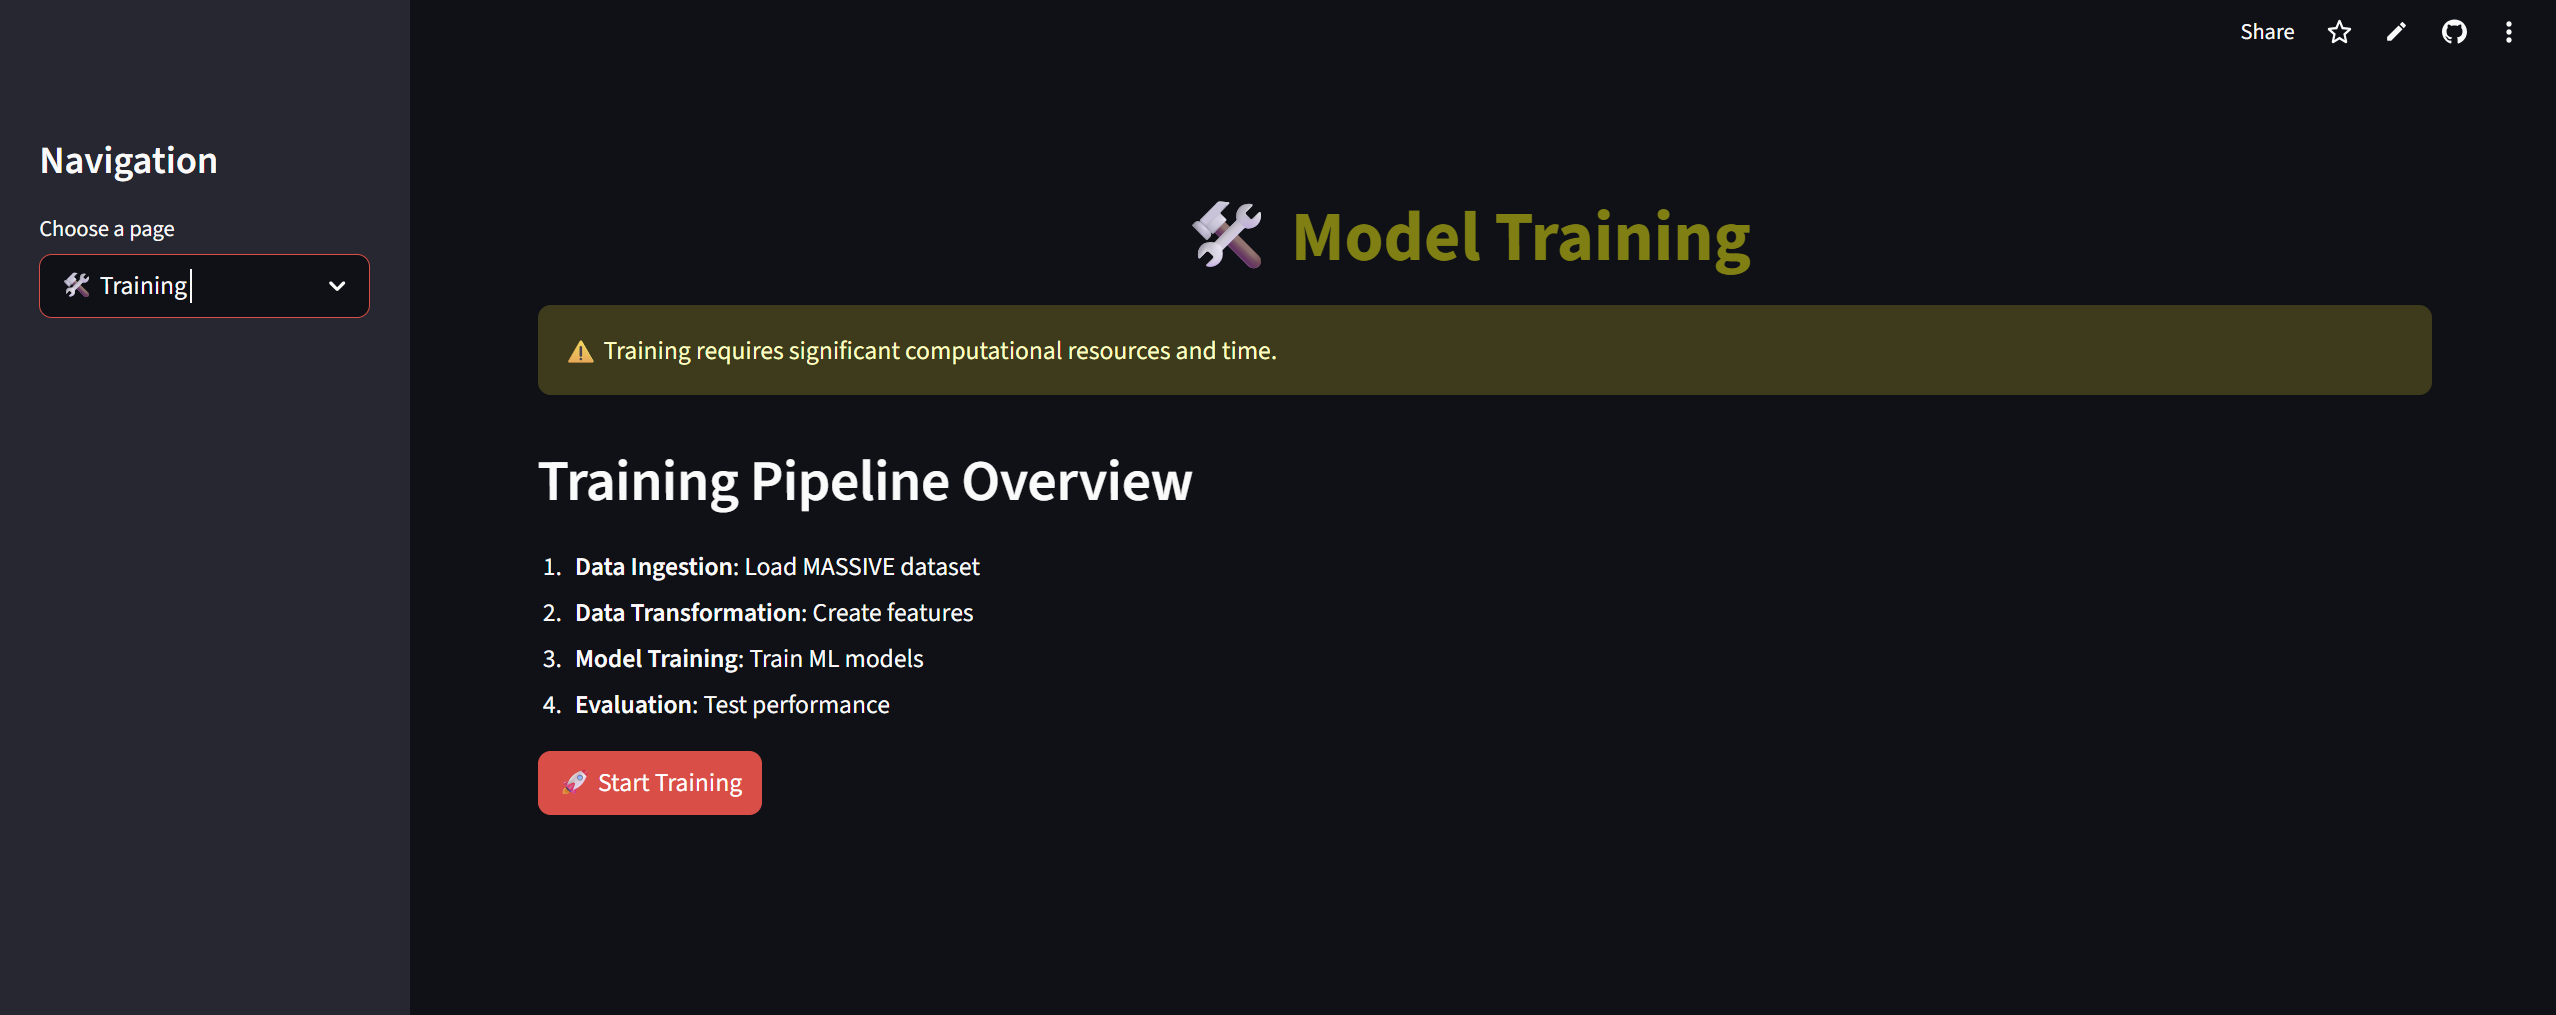 Share
Navigation
Choose a page
🛠️ Training
🛠️ Model Training
⚠️ Training requires significant computational resources and time.
Training Pipeline Overview
1. Data Ingestion: Load MASSIVE dataset
2. Data Transformation: Create features
3. Model Training: Train ML models
4. Evaluation: Test performance
🚀 Start Training